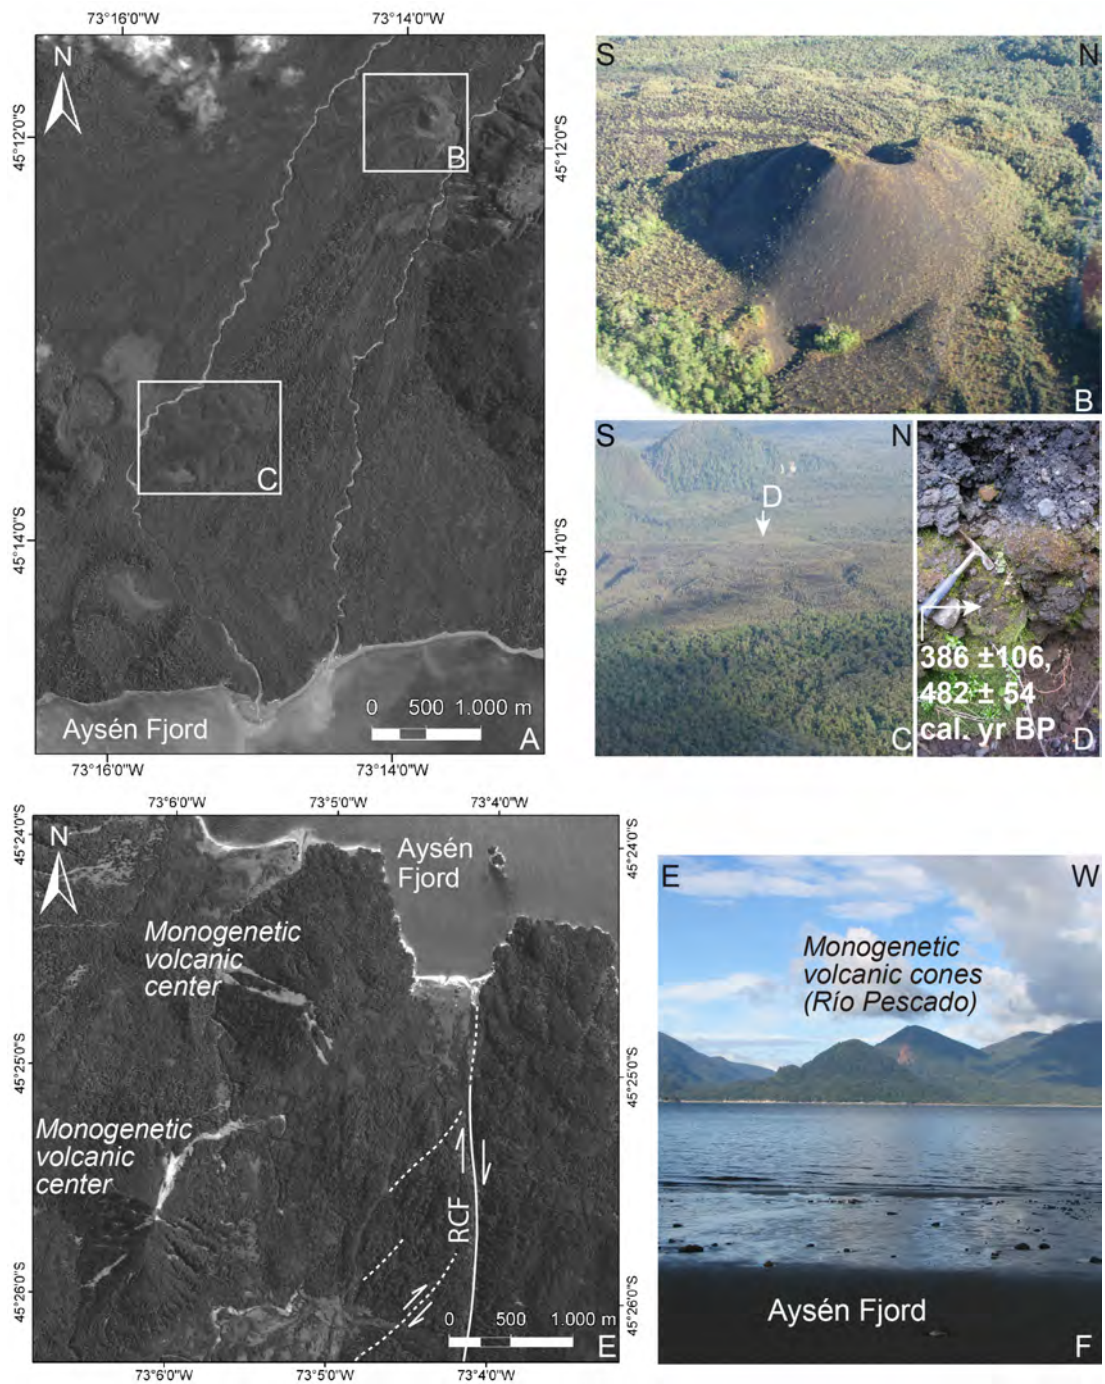 73°16'0"W
73°14'0"W
N
45°12'0"S
45°12'0"S
B
C
45°14'0"S
45°14'0"S
Aysén Fjord
0 500 1.000 m
A
73°16'0"W
73°14'0"W
S N
B
S N
D
C
386 ±106,
482 ± 54
cal. yr BP
D
73°6'0"W
73°5'0"W
73°4'0"W
N
45°24'0"S
45°24'0"S
Aysén
Fjord
Monogenetic
volcanic
center
45°25'0"S
45°25'0"S
Monogenetic
volcanic
center
RCF
45°26'0"S
45°26'0"S
0 500 1.000 m
E
73°6'0"W
73°5'0"W
73°4'0"W
E W
Monogenetic
volcanic cones
(Río Pescado)
Aysén Fjord
F